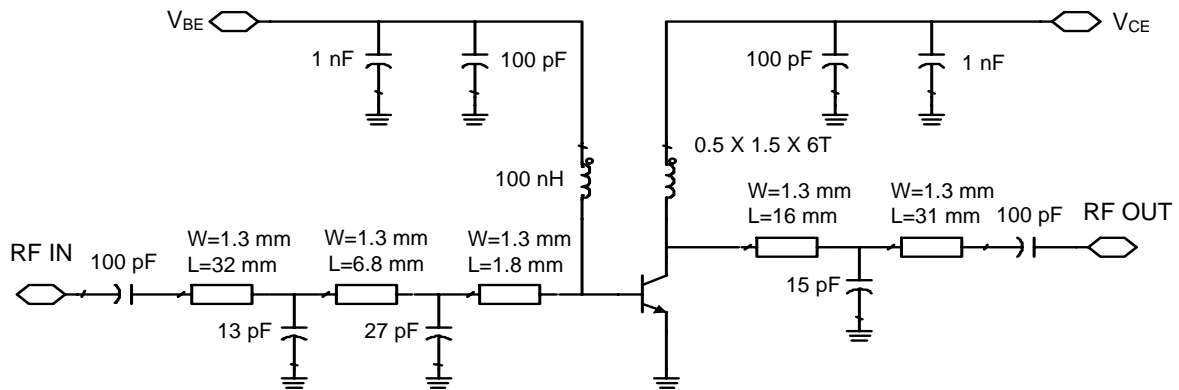 VBE
1 nF
100 pF
100 pF
1 nF
VCE
0.5 X 1.5 X 6T
100 nH
W=1.3 mm
L=16 mm
W=1.3 mm
L=31 mm
100 pF
RF OUT
15 pF
RF IN
100 pF
W=1.3 mm
L=32 mm
W=1.3 mm
L=6.8 mm
W=1.3 mm
L=1.8 mm
13 pF
27 pF